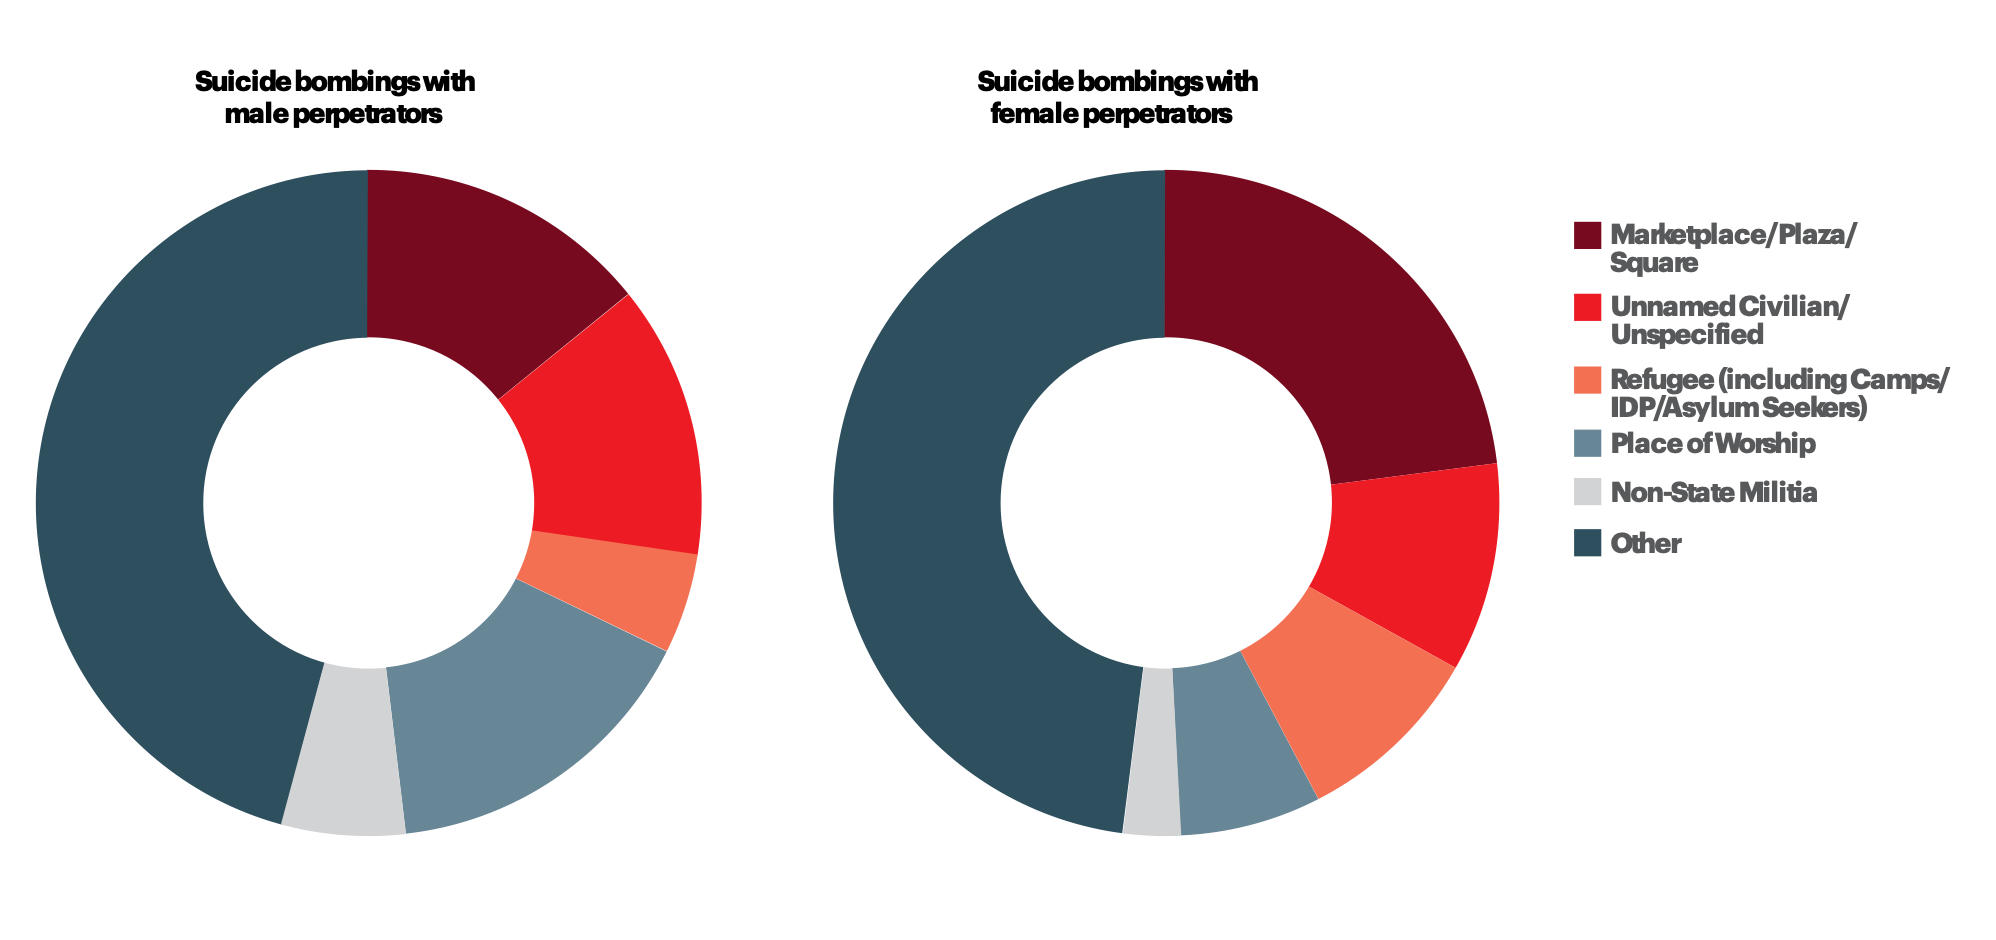 Suicide bombings with
male perpetrators
Suicide bombings with
female perpetrators
Marketplace/Plaza/
Square
Unnamed Civilian/
Unspecified
Refugee (including Camps/
IDP/Asylum Seekers)
Place of Worship
Non-State Militia
Other